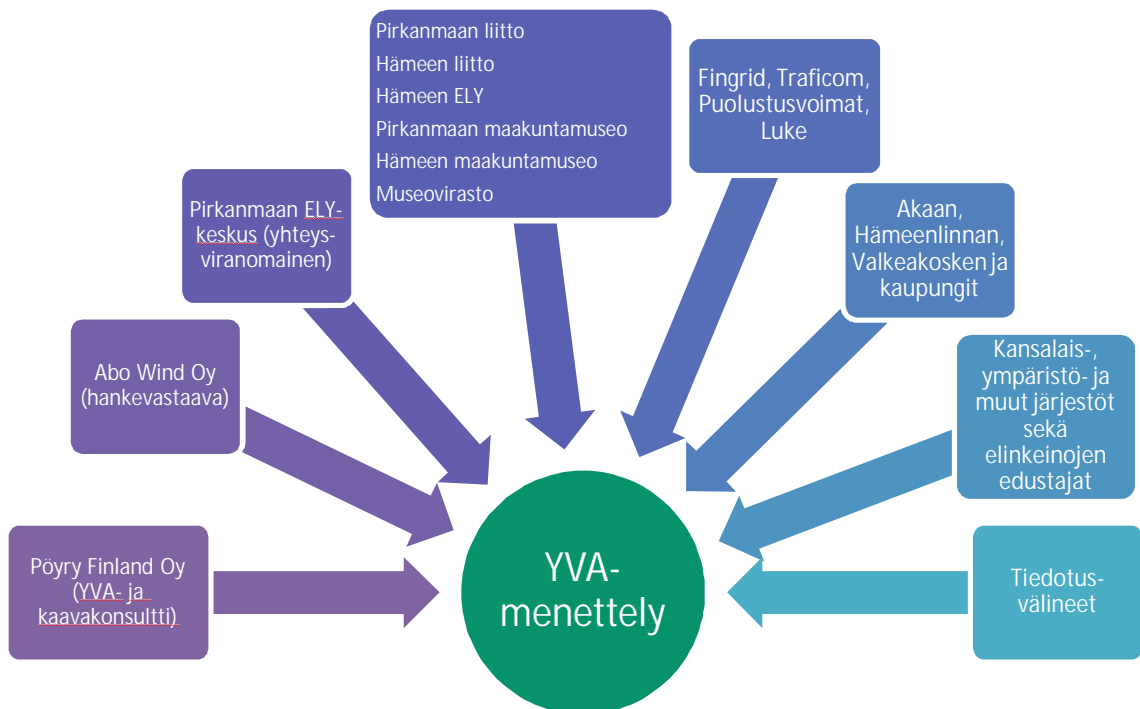 Pirkanmaan liitto
Hämeen liitto
Hämeen ELY
Pirkanmaan maakuntamuseo
Hämeen maakuntamuseo
Museovirasto
Fingrid, Traficom,
Puolustusvoimat,
Luke
Pirkanmaan ELY-
keskus (yhteys-
viranomainen)
Akaan,
Hämeenlinnan,
Valkeakosken ja
kaupungit
Abo Wind Oy
(hankevastaava)
Kansalais-,
ympäristö- ja
muut järjestöt
sekä
elinkeinojen
edustajat
Pöyry Finland Oy
(YVA- ja
kaavakonsultti)
YVA-
menettely
Tiedotus-
välineet